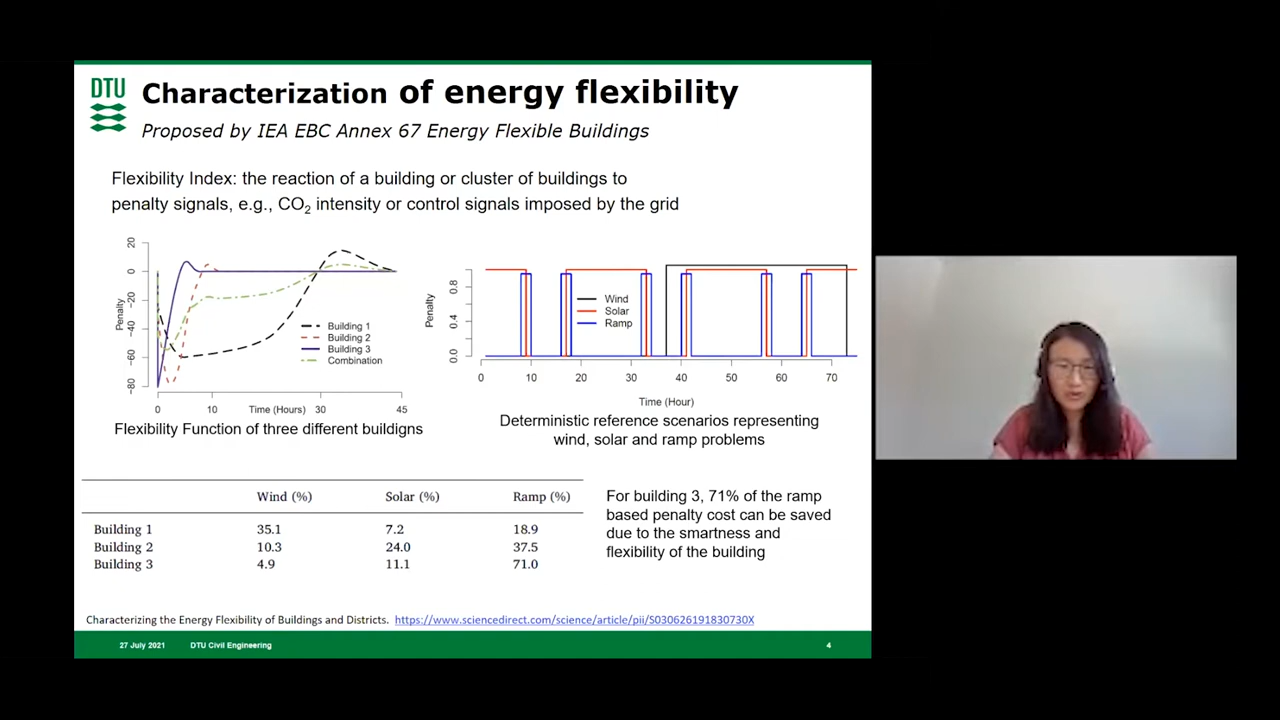 DTU
Characterization of energy flexibility
Proposed by IEA EBC Annex 67 Energy Flexible Buildings
Flexibility Index: the reaction of a building or cluster of buildings to
penalty signals, e.g., CO2 intensity or control signals imposed by the grid
Penalty
20
0
−20
−40
−60
−80
Building 1
Building 2
Building 3
Combination
0 10 Time (Hours) 30 45
Flexibility Function of three different buildigns
Penalty
0.8
0.4
0.0
Wind
Solar
Ramp
0 10 20 30 40 50 60 70
Time (Hour)
Deterministic reference scenarios representing
wind, solar and ramp problems
Wind (%) Solar (%) Ramp (%)
Building 1 35.1 7.2 18.9
Building 2 10.3 24.0 37.5
Building 3 4.9 11.1 71.0
For building 3, 71% of the ramp
based penalty cost can be saved
due to the smartness and
flexibility of the building
Characterizing the Energy Flexibility of Buildings and Districts. https://www.sciencedirect.com/science/article/pii/S030626191830730X
27 July 2021 DTU Civil Engineering 4